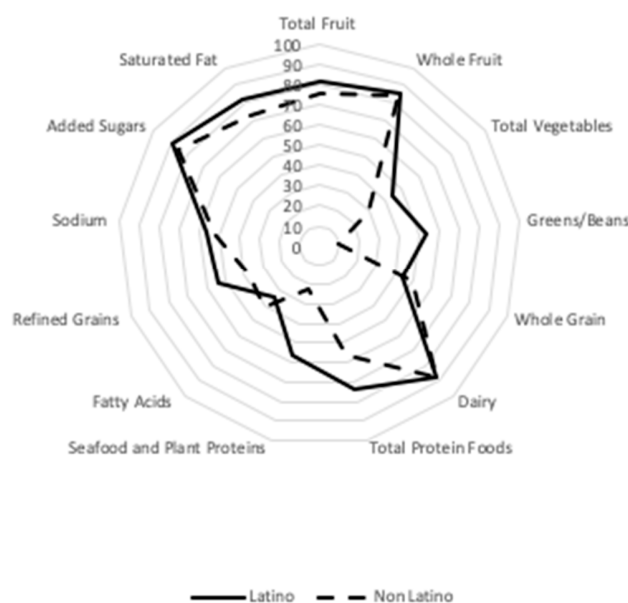 Total Fruit
100
Saturated Fat
90
Whole Fruit
80
70
Added Sugars
60
Total Vegetables
50
40
30
Sodium
20
Greens/Beans
10
0
Refined Grains
Whole Grain
Fatty Acids
Dairy
Seafood and Plant Proteins
Total Protein Foods
Latino
Non Latino